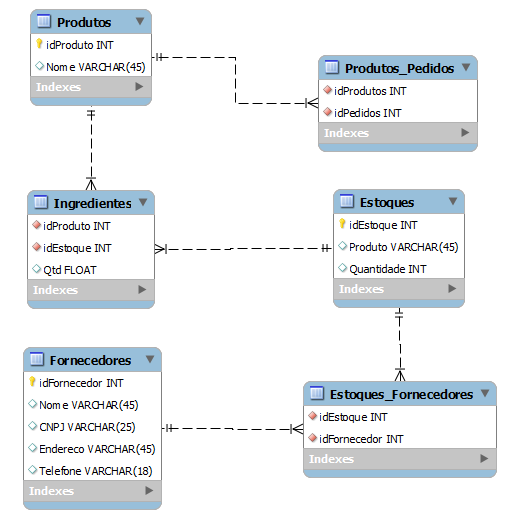 Produtos
idProduto INT
Nome VARCHAR(45)
Indexes
Produtos_Pedidos
idProdutos INT
idPedidos INT
Indexes
Ingredientes
idProduto INT
idEstoque INT
Qtd FLOAT
Indexes
Estoques
idEstoque INT
Produto VARCHAR(45)
Quantidade INT
Indexes
Fornecedores
idFornecedor INT
Nome VARCHAR(45)
CNPJ VARCHAR(25)
Endereco VARCHAR(45)
Telefone VARCHAR(18)
Indexes
Estoques_Fornecedores
idEstoque INT
idFornecedor INT
Indexes